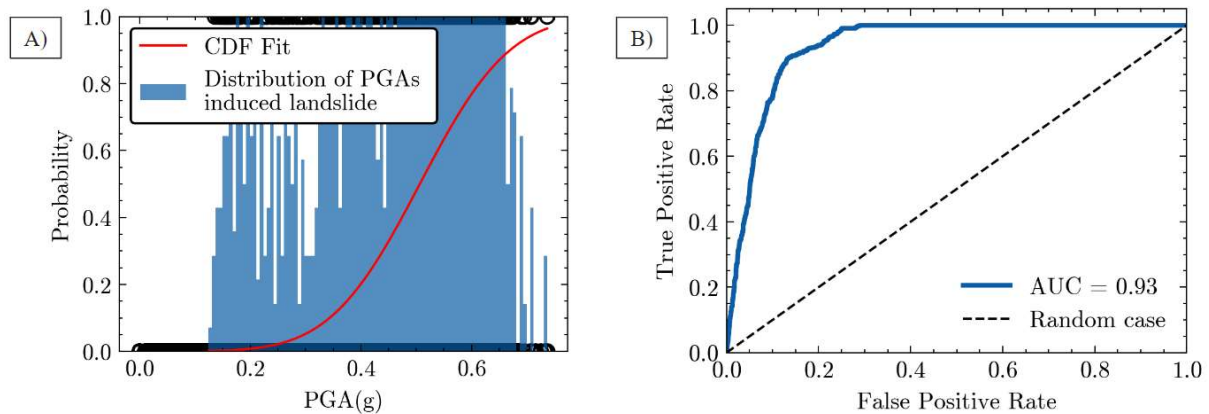 A)
CDF Fit
Distribution of PGAs
induced landslide
Probability
1.0
0.8
0.6
0.4
0.2
0.0
0.0 0.2 0.4 0.6
PGA(g)
B)
True Positive Rate
1.0
0.8
0.6
0.4
0.2
0.0
AUC = 0.93
Random case
0.0 0.2 0.4 0.6 0.8 1.0
False Positive Rate